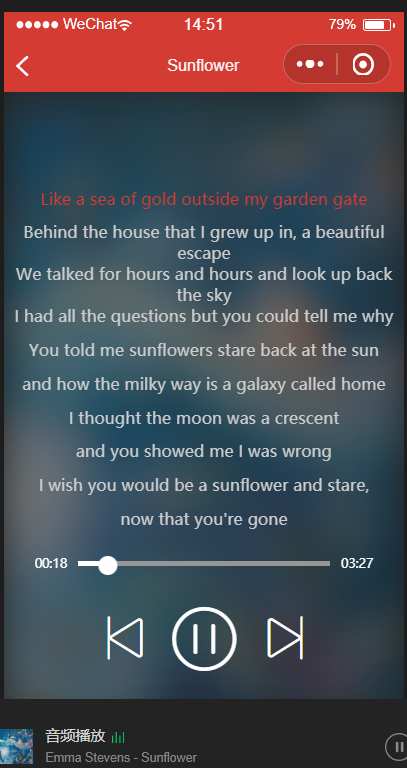 WeChat 14:51 79%
Sunflower
Like a sea of gold outside my garden gate
Behind the house that I grew up in, a beautiful
escape
We talked for hours and hours and look up back
the sky
I had all the questions but you could tell me why
You told me sunflowers stare back at the sun
and how the milky way is a galaxy called home
I thought the moon was a crescent
and you showed me I was wrong
I wish you would be a sunflower and stare,
now that you're gone
00:18 03:27
音频播放
Emma Stevens - Sunflower